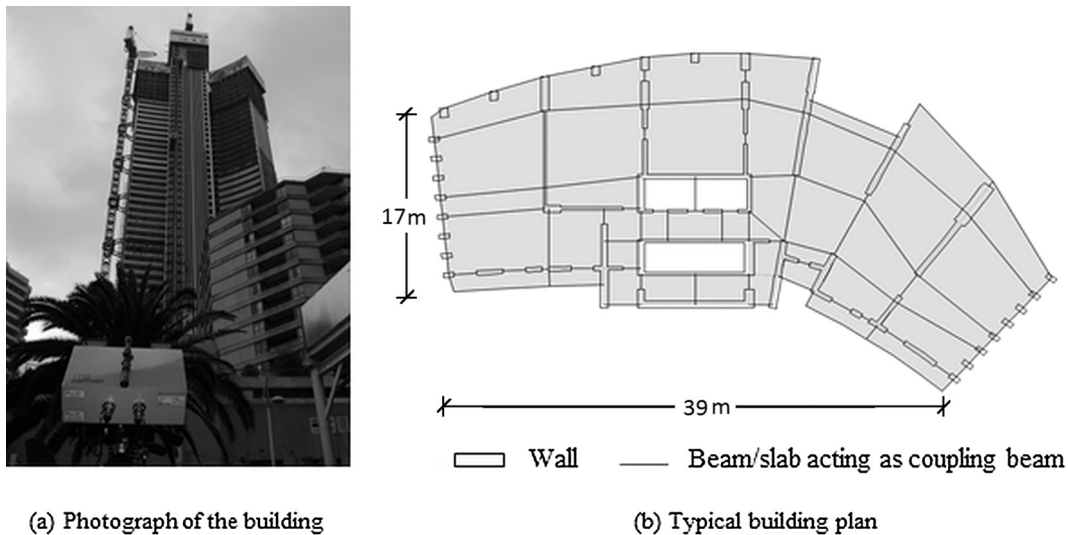 17m
39m
Wall
Beam/slab acting as coupling beam
(a) Photograph of the building
(b) Typical building plan